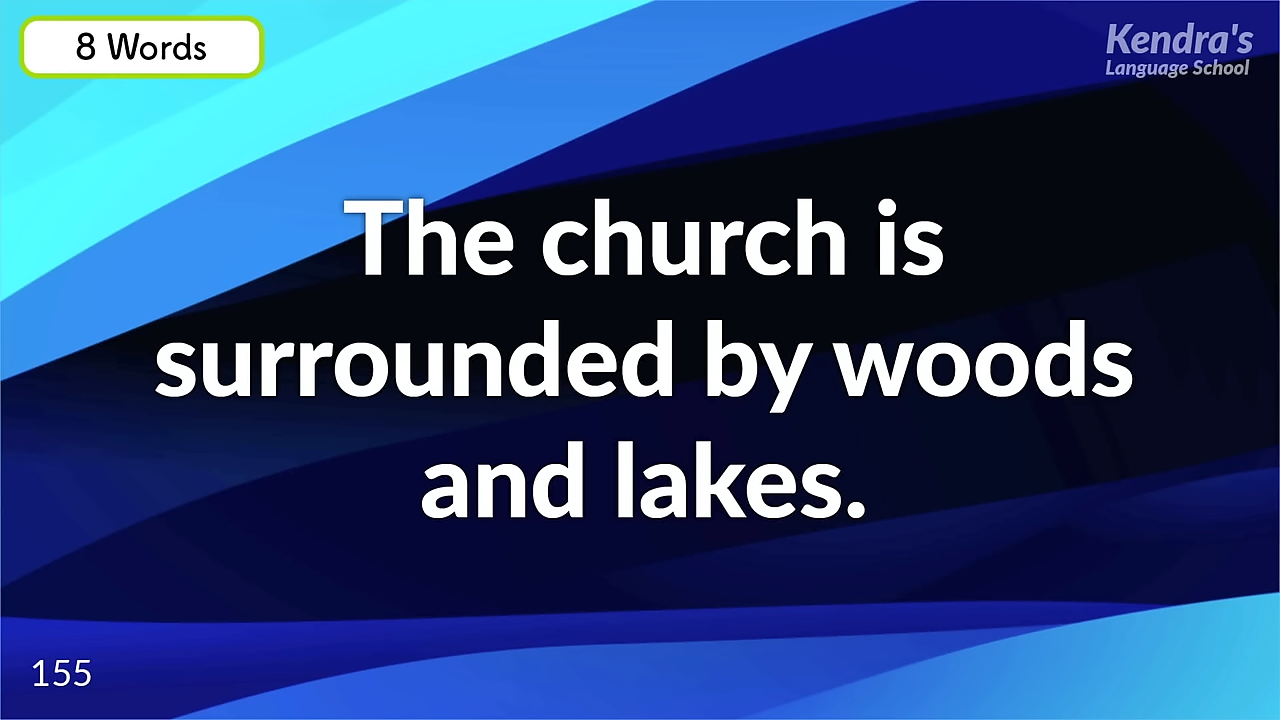 8 Words
Kendra's
Language School
The church is
surrounded by woods
and lakes.
155